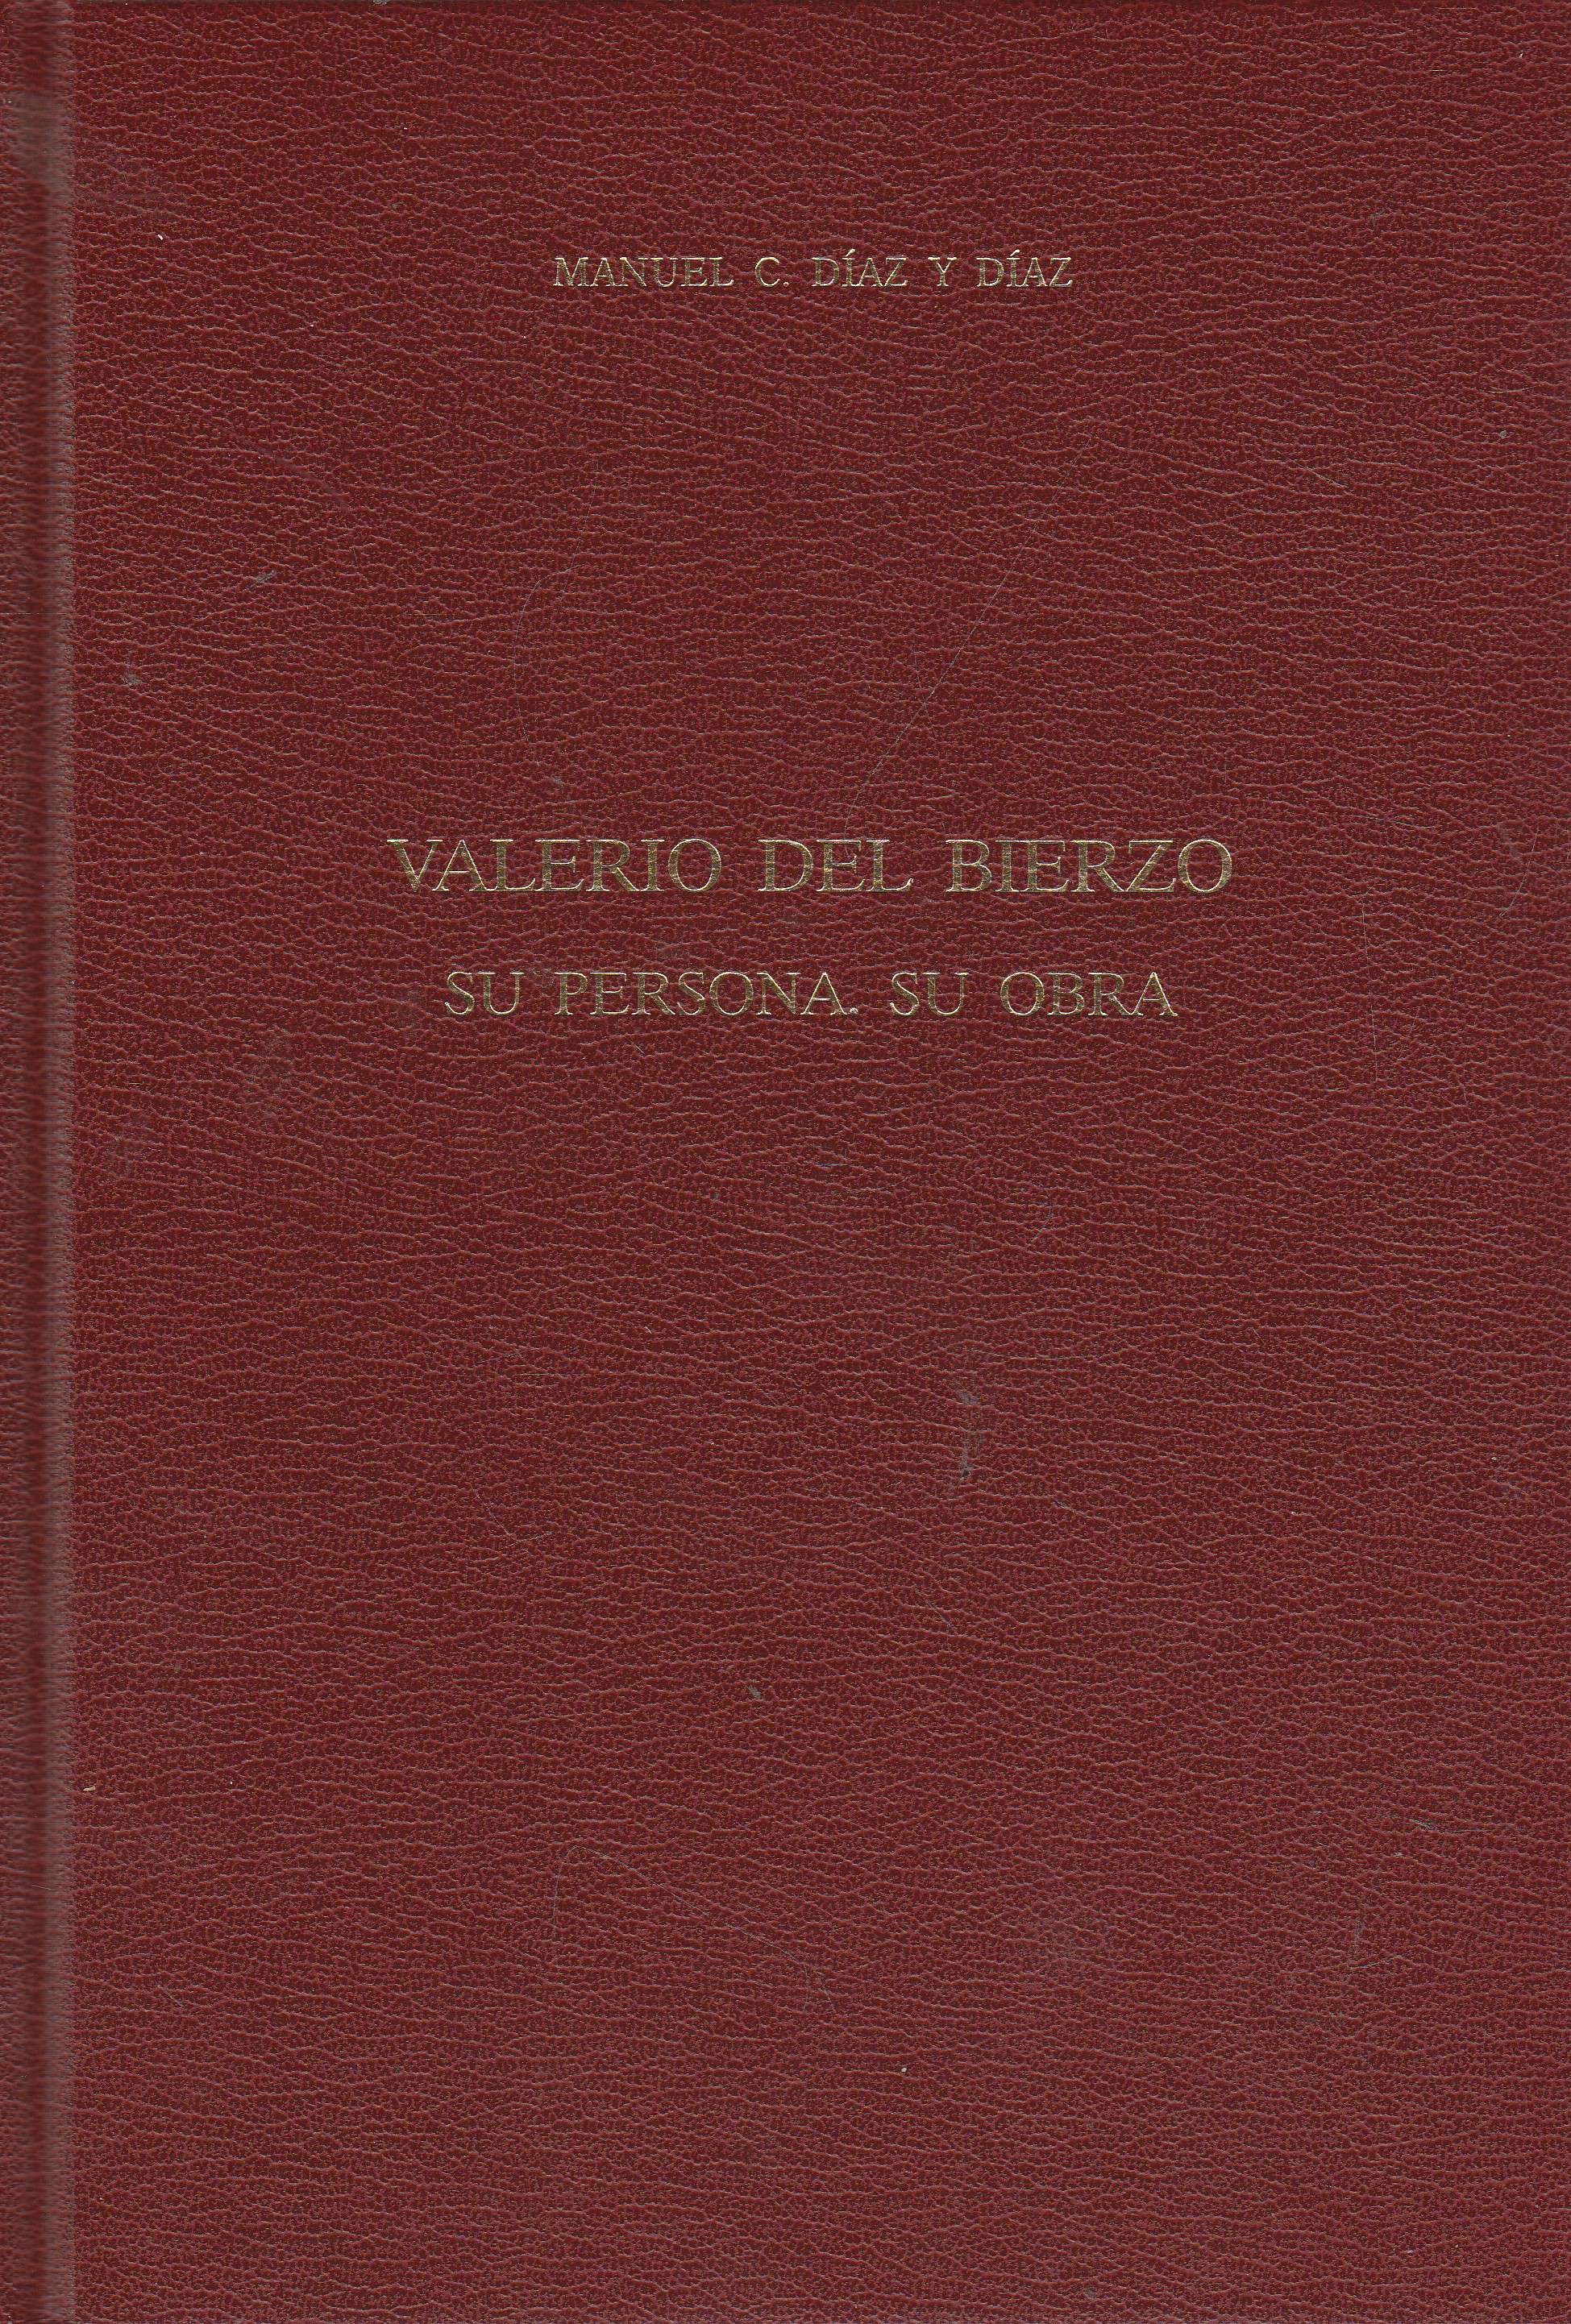 MANUEL C. DÍAZ Y DÍAZ
VALERIO DEL BIERZO
SU PERSONA. SU OBRA